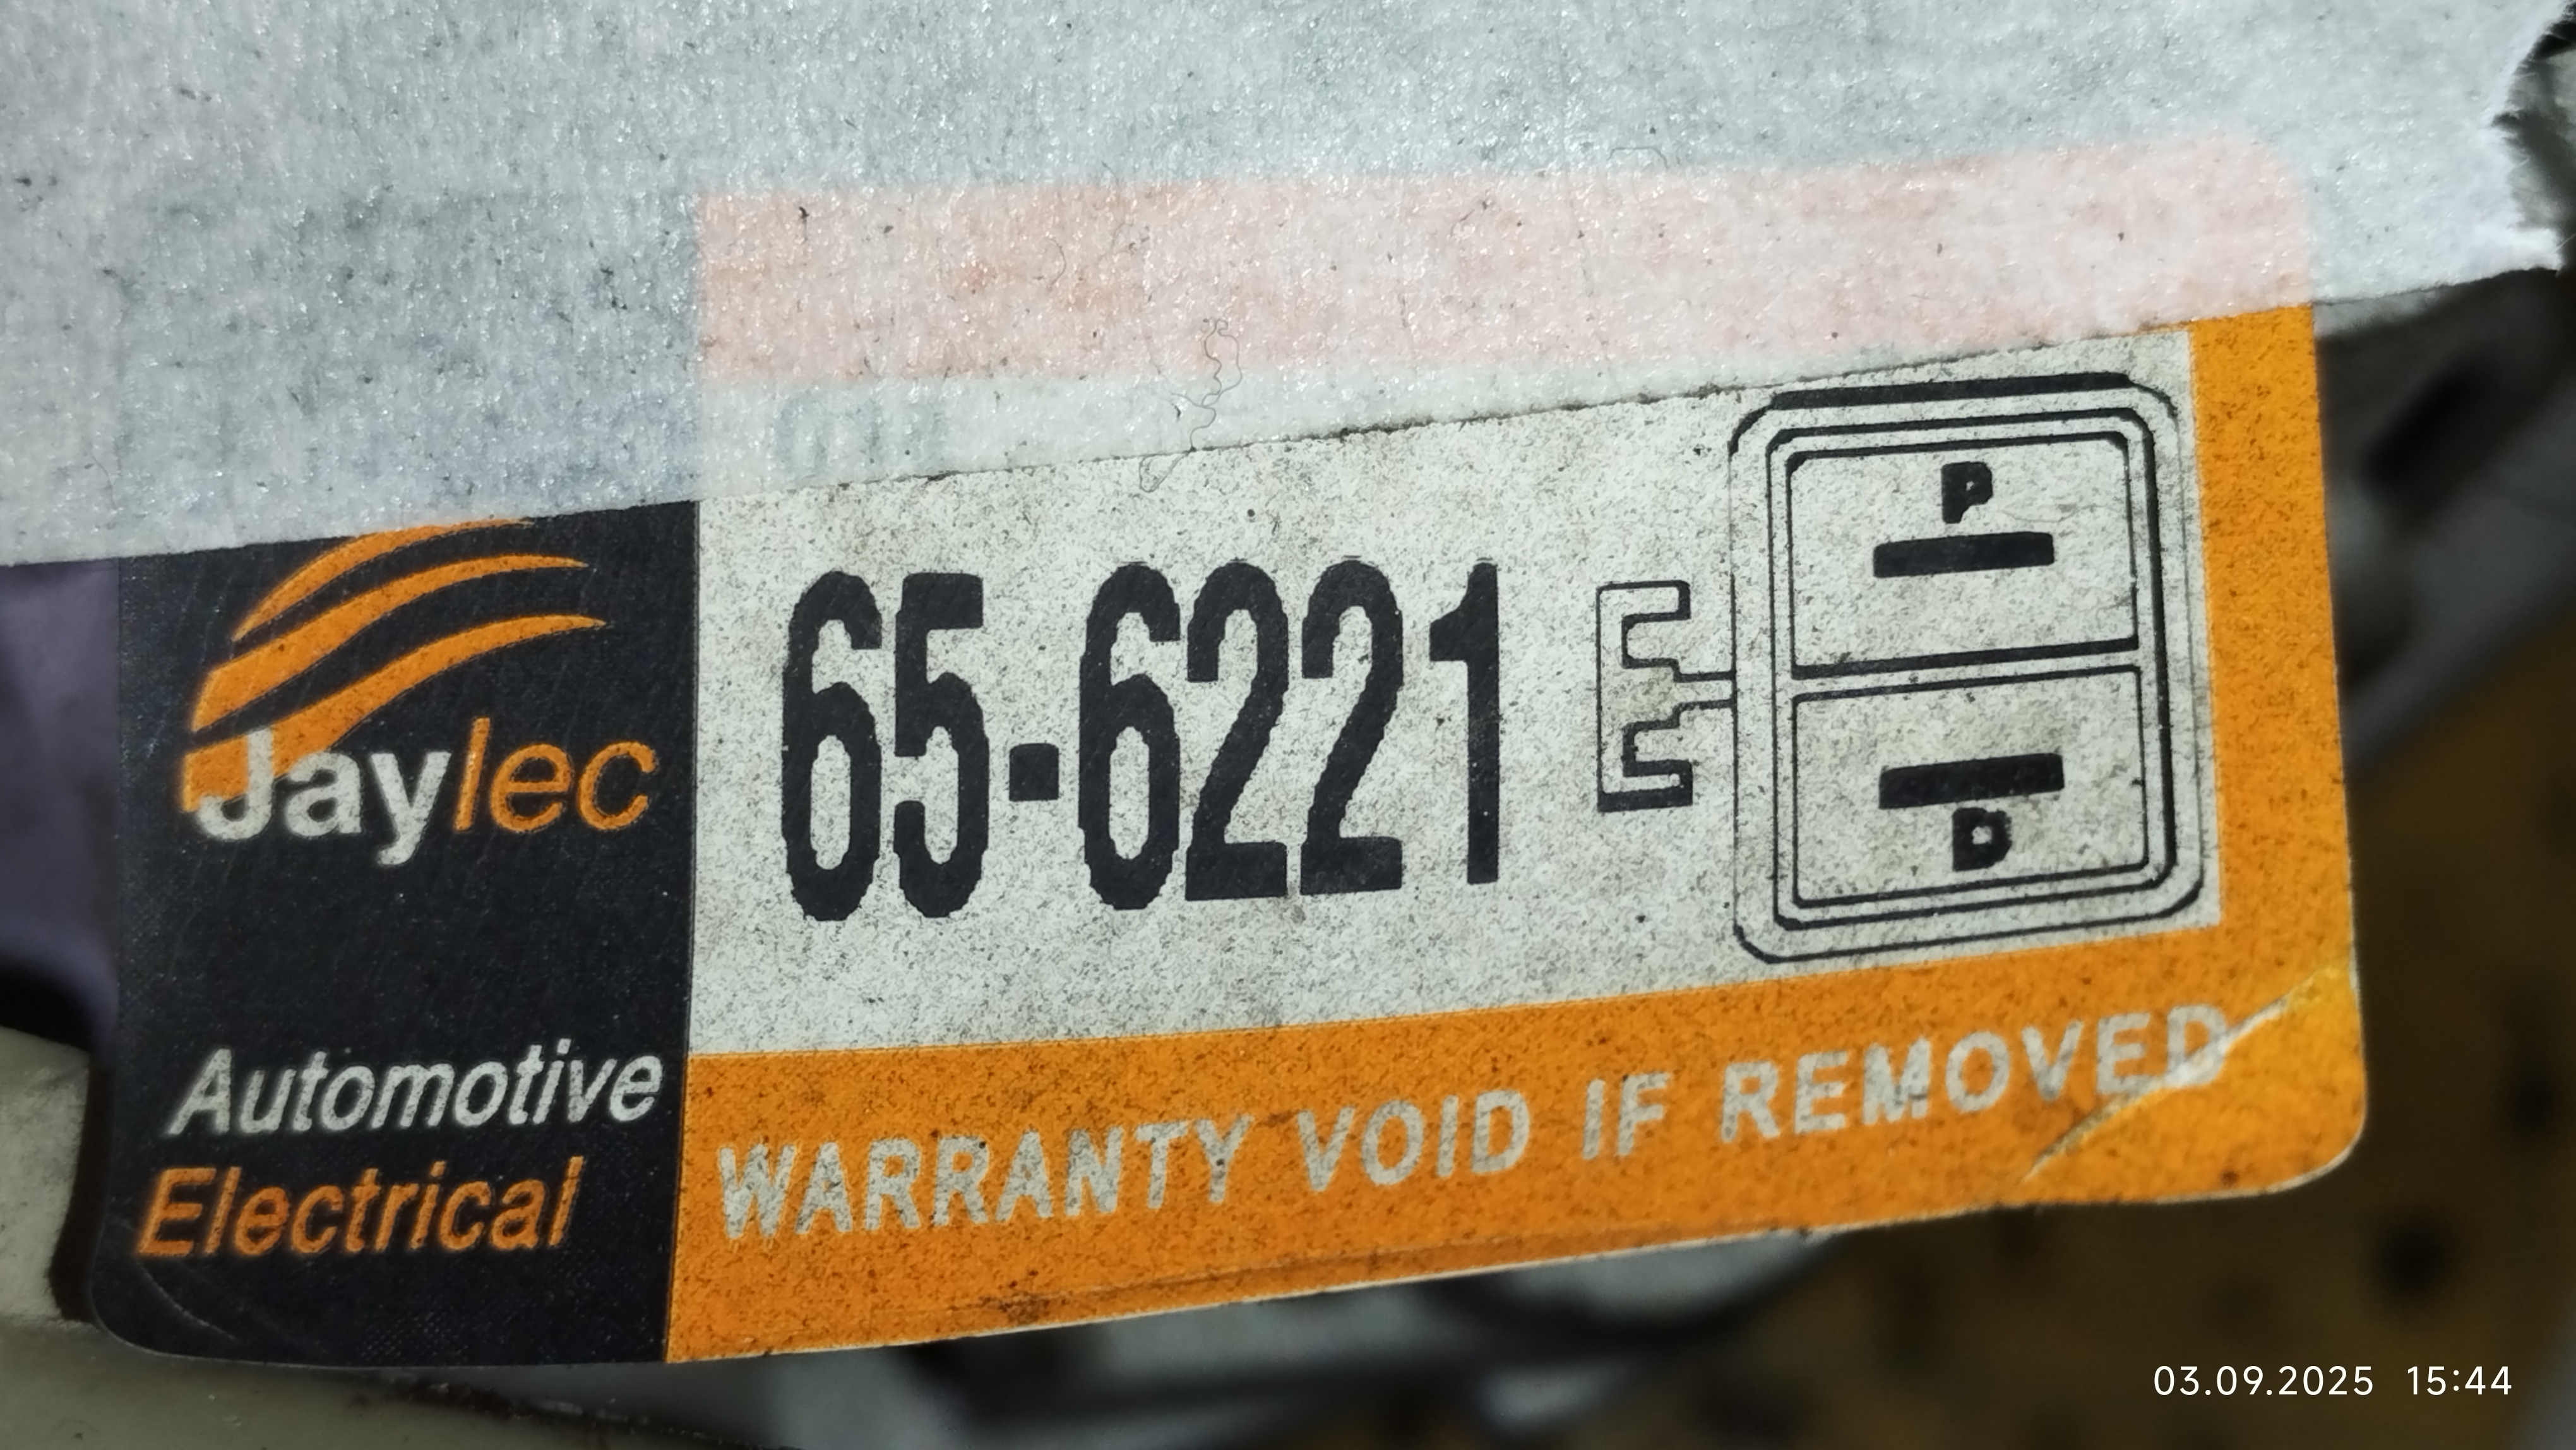 Jaylec
Automotive
Electrical
65-6221
P
D
WARRANTY VOID IF REMOVED
03.09.2025 15:44